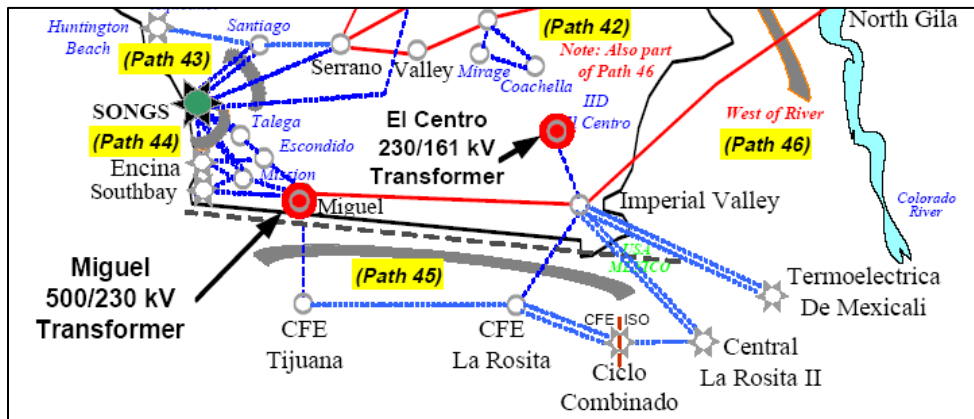 Huntington
Beach
(Path 43)
Santiago
Serrano
Valley
(Path 42)
Note: Also part
of Path 46
Mirage
Coachella
North Gila
SONGS
(Path 44)
Talega
Escondido
Mission
Encina
Southbay
Miguel
El Centro
230/161 kV
Transformer
IID
El Centro
West of River
(Path 46)
Imperial Valley
Colorado
River
USA
MEXICO
Miguel
500/230 kV
Transformer
(Path 45)
Termoelectrica
De Mexicali
CFE
Tijuana
CFE
La Rosita
CFE ISO
Ciclo
Combinado
Central
La Rosita II